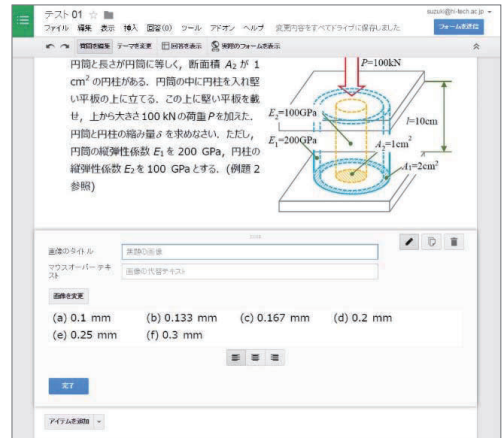 テスト 01
suzuki@hi-tech.ac.jp
ファイル 編集 表示 挿入 回答(0) ツール アドオン ヘルプ 変更内容をすべてドライブに保存しました
フォームを送信
質問を編集 テーマを変更 回答を表示 実際のフォームを表示
円筒と長さが円筒に等しく，断面積 A₂ が 1
cm² の円柱がある．円筒の中に円柱を入れ堅
い平板の上に立てる．この上に堅い平板を載
せ，上から大きさ 100 kN の荷重 P を加えた．
円筒と円柱の縮み量 s を求めなさい．ただし，
円筒の縦弾性係数 E₁ を 200 GPa，円柱の
縦弾性係数 E₂ を 100 GPa とする．(例題 2
参照)
P=100kN
E₂=100GPa
l=10cm
E₁=200GPa
A₂=1cm²
A₁=2cm²
画像のタイトル
無題の画像
マウスオーバー テキスト
画像の代替テキスト
画像を変更
(a) 0.1 mm (b) 0.133 mm (c) 0.167 mm (d) 0.2 mm
(e) 0.25 mm (f) 0.3 mm
完了
アイテムを追加